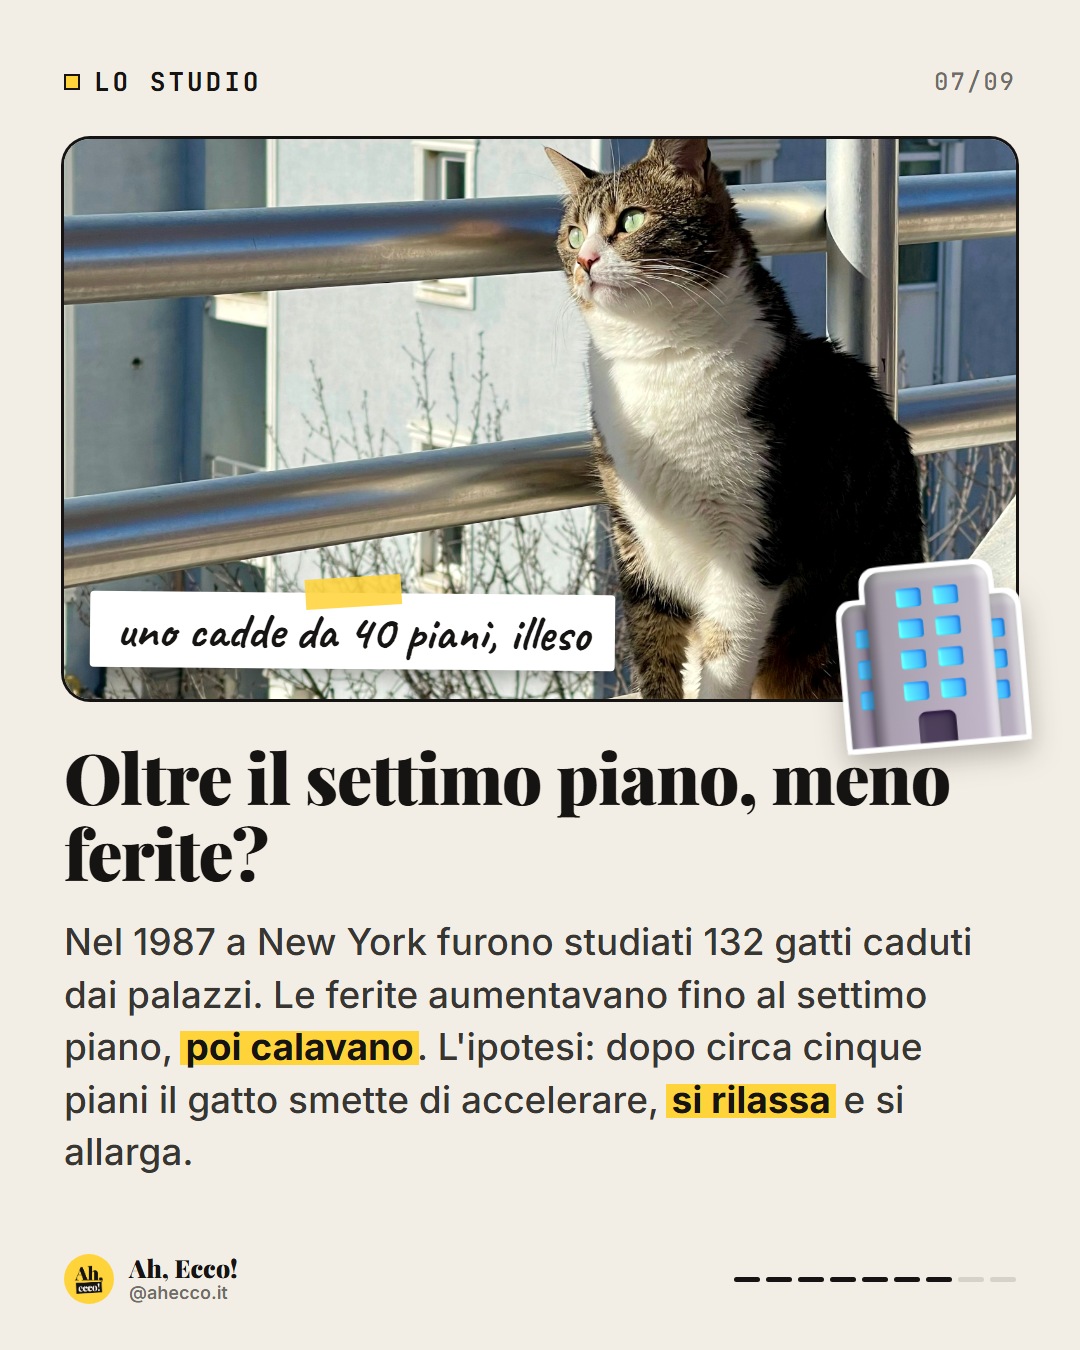 LO STUDIO
07/09
uno cadde da 40 piani, illeso
Oltre il settimo piano, meno
ferite?
Nel 1987 a New York furono studiati 132 gatti caduti
dai palazzi. Le ferite aumentavano fino al settimo
piano, poi calavano. L'ipotesi: dopo circa cinque
piani il gatto smette di accelerare, si rilassa e si
allarga.
Ah,
ecco!
Ah, Ecco!
@ahecco.it